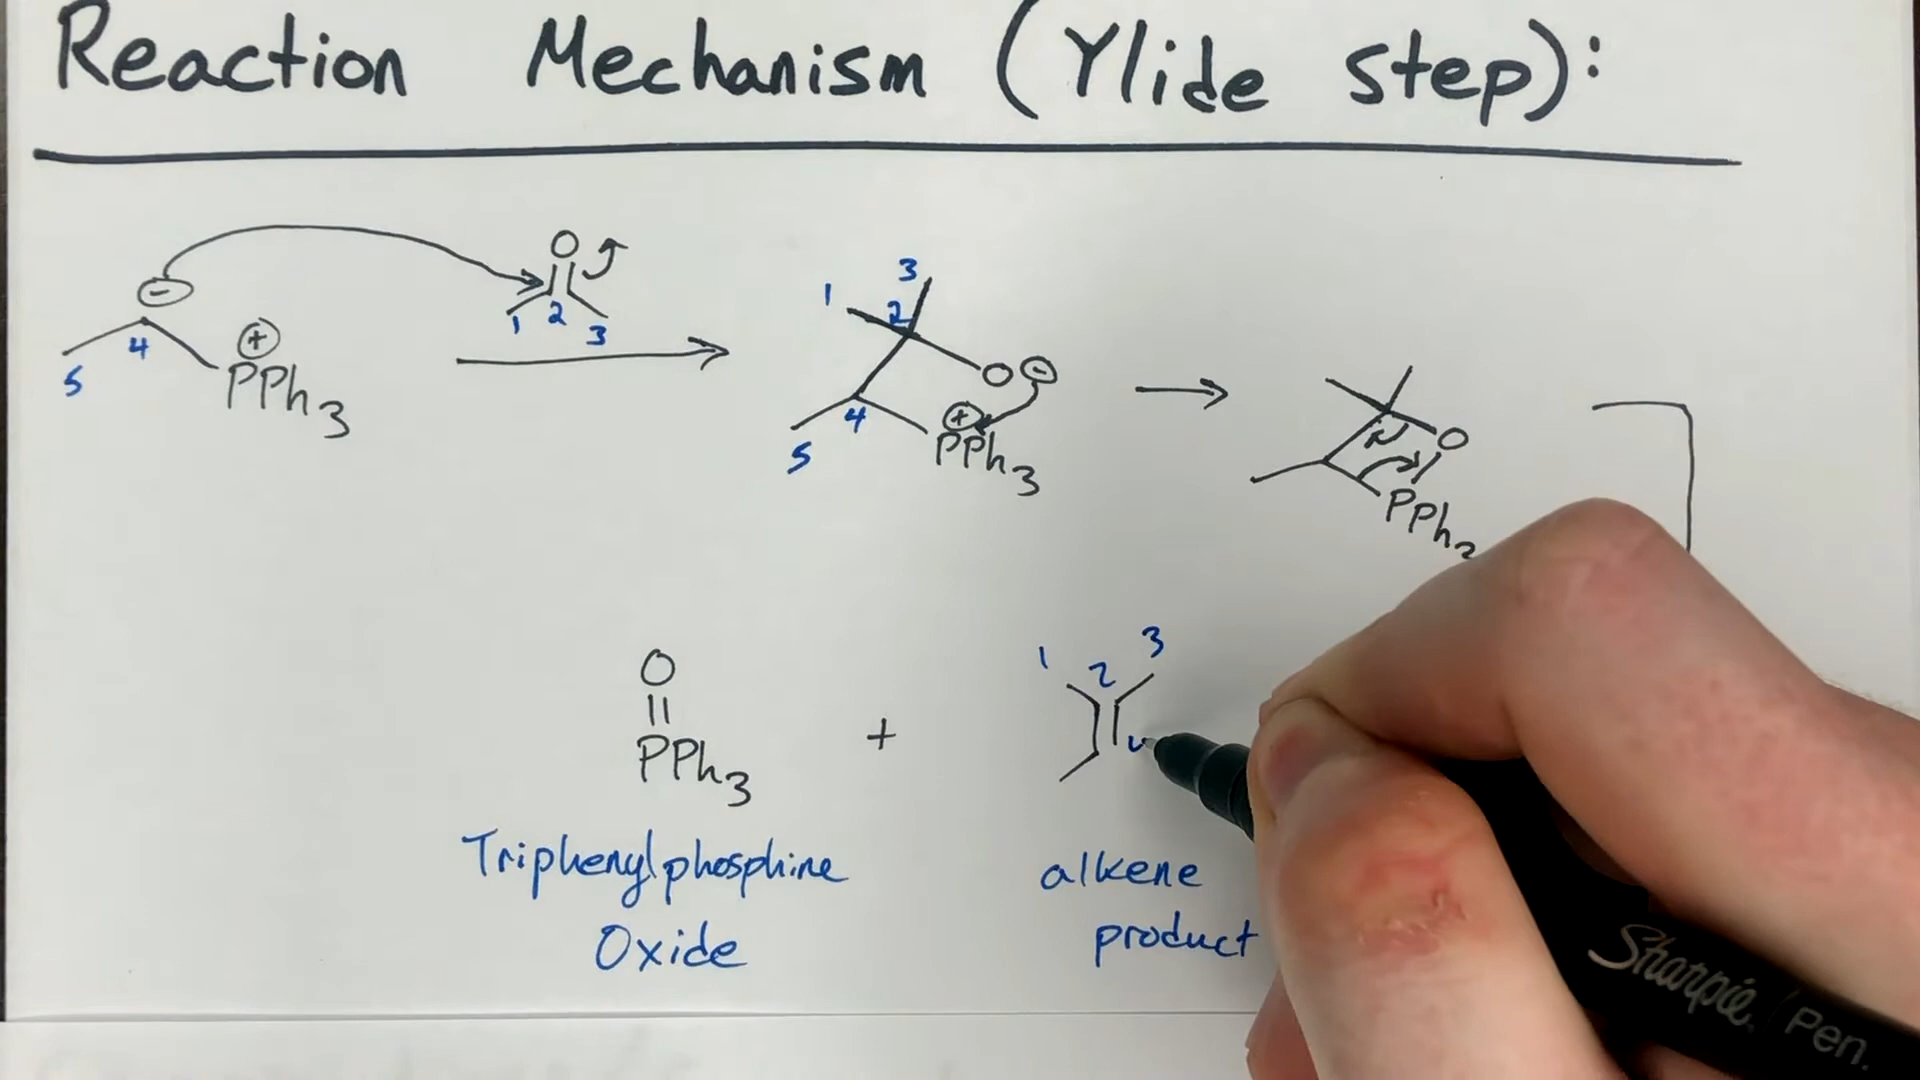 Reaction Mechanism (Ylide step):
O
1 2 3
- 4 5
+
PPh3
3
1 2
O -
+
4 5
PPh3
O
PPh
O
PPh3
+
1 2 3
Triphenylphosphine
Oxide
alkene
product
Sharpie. Pen.